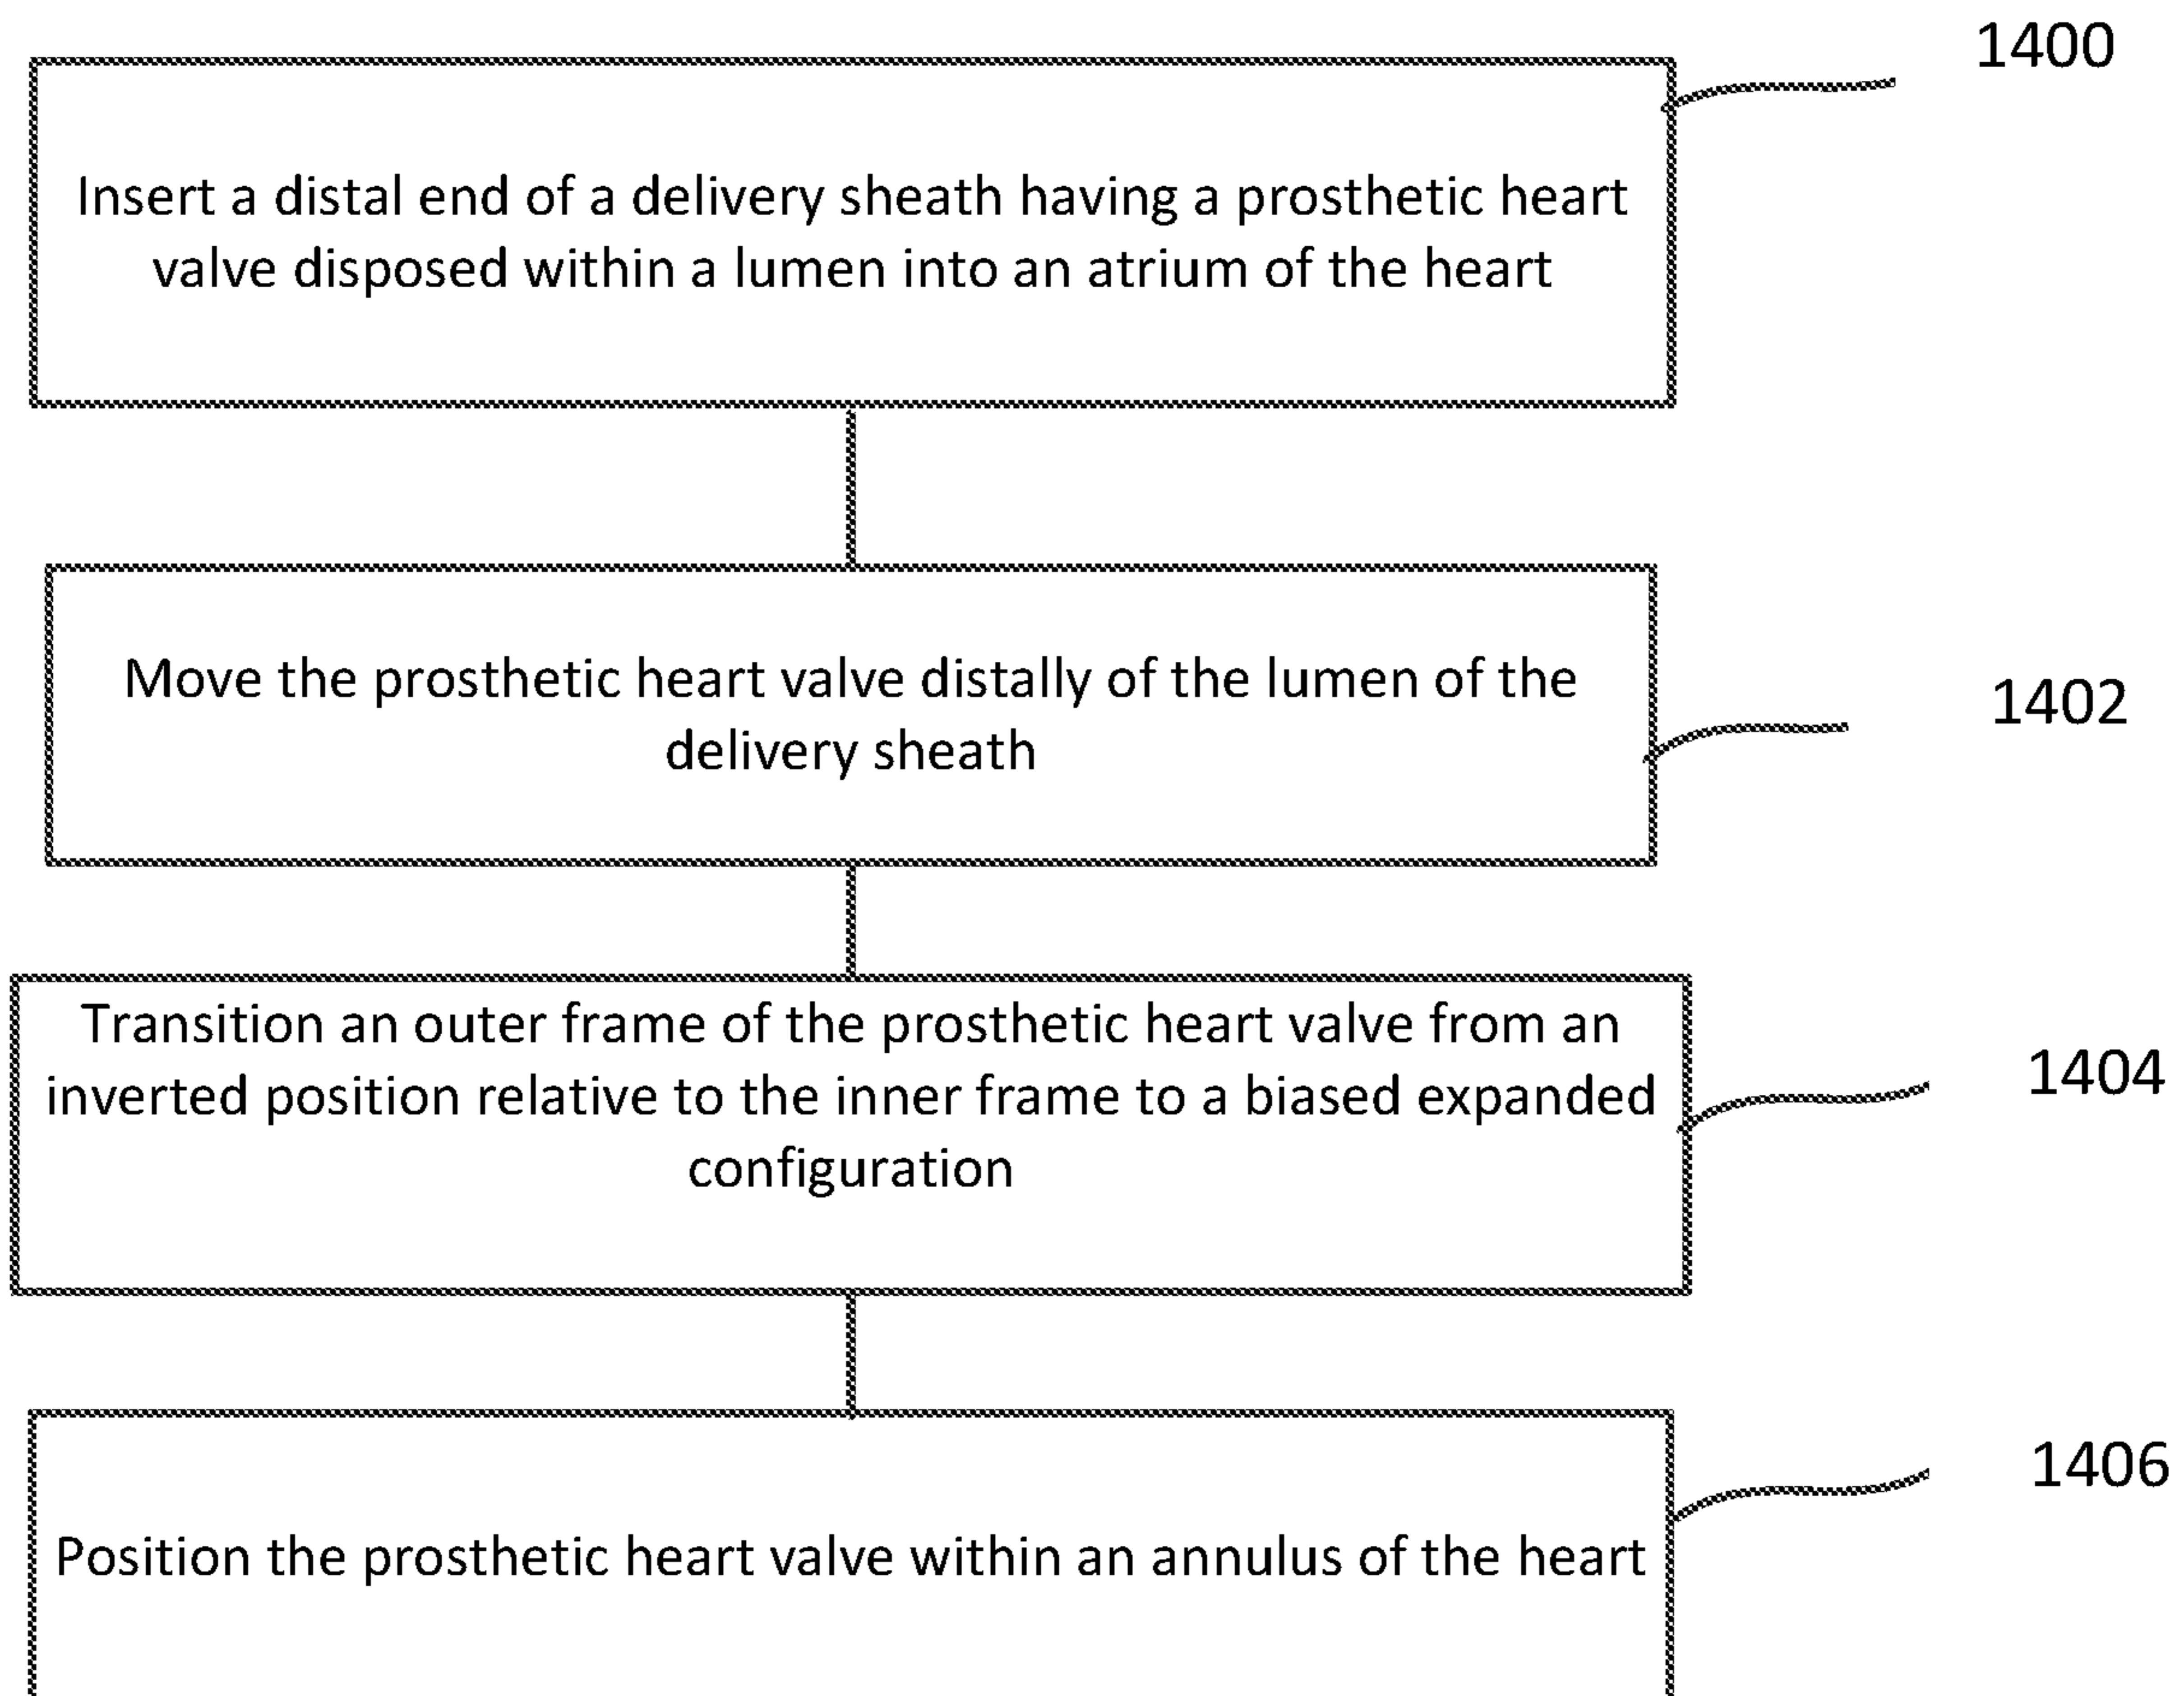 1400
Insert a distal end of a delivery sheath having a prosthetic heart
valve disposed within a lumen into an atrium of the heart
Move the prosthetic heart valve distally of the lumen of the
delivery sheath
1402
Transition an outer frame of the prosthetic heart valve from an
inverted position relative to the inner frame to a biased expanded
configuration
1404
Position the prosthetic heart valve within an annulus of the heart
1406